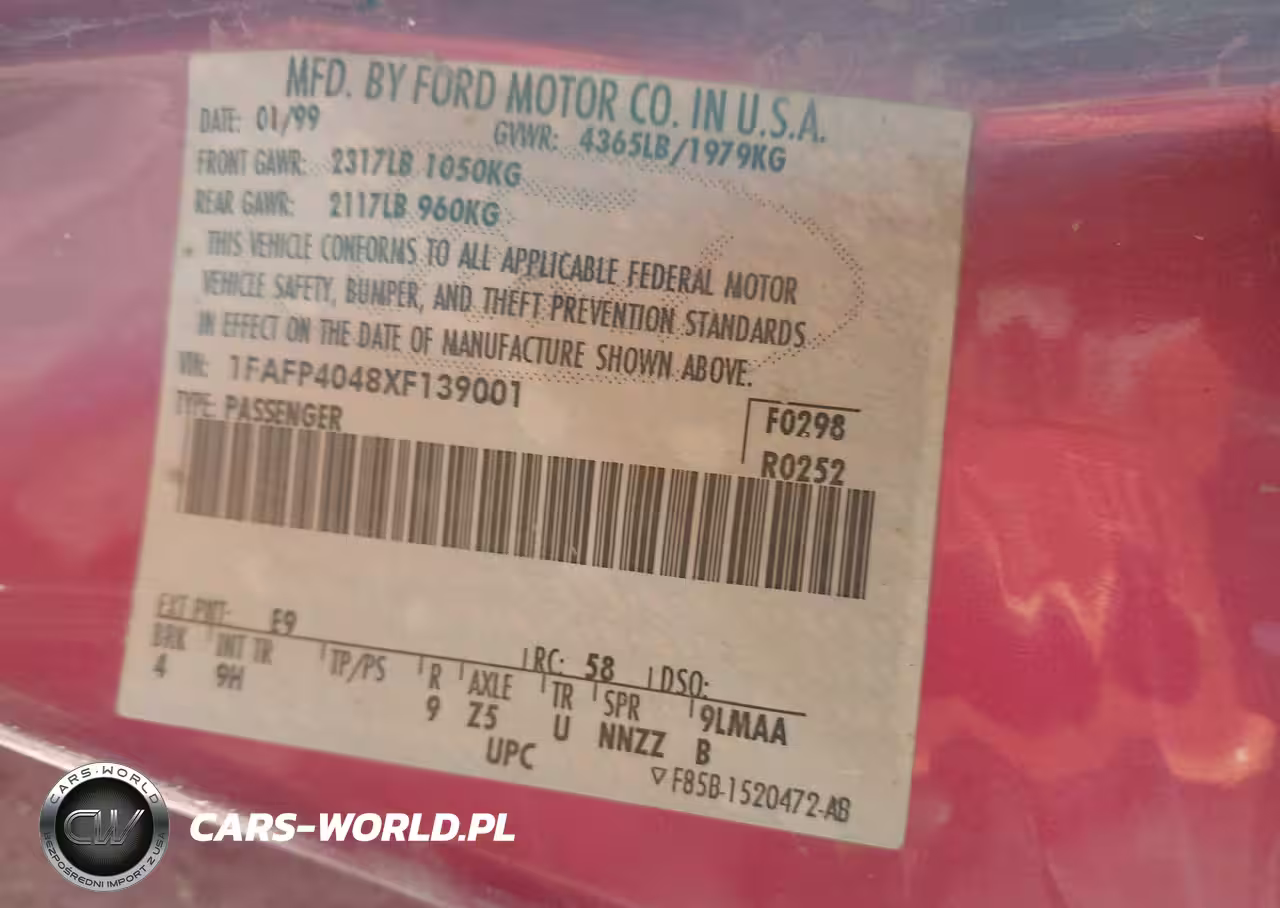 MFD. BY FORD MOTOR CO. IN U.S.A.
DATE: 01/99 GVWR: 4365LB/1979KG
FRONT GAWR: 2317LB 1050KG
REAR GAWR: 2117LB 960KG
THIS VEHICLE CONFORMS TO ALL APPLICABLE FEDERAL MOTOR
VEHICLE SAFETY, BUMPER, AND THEFT PREVENTION STANDARDS
IN EFFECT ON THE DATE OF MANUFACTURE SHOWN ABOVE.
VIN: 1FAFP4048XF139001
TYPE: PASSENGER
F0298
R0252
EXT PNT: E9 RC: 58 DSO:
BRK INT TR TP/PS R AXLE TR SPR
4 9H 9 Z5 U NNZZ B 9LMAA
UPC
▽ F85B-1520472-AB
CARS-WORLD
CW
BEZPOŚREDNI IMPORT Z USA
CARS-WORLD.PL